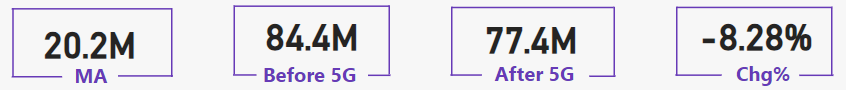 20.2M
MA
84.4M
Before 5G
77.4M
After 5G
-8.28%
Chg%